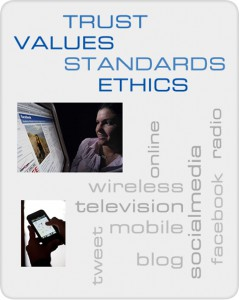 TRUST
VALUES
STANDARDS
ETHICS
online
radio
wireless
television
mobile
tweet
blog
socialmedia
facebook